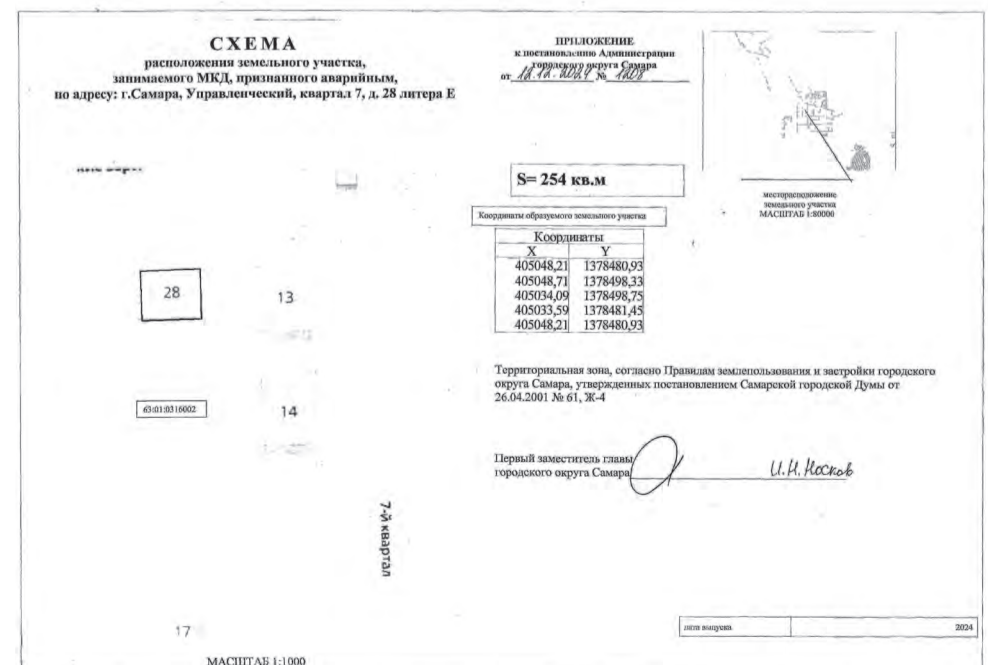 СХЕМА
расположения земельного участка,
занимаемого МКД, признанного аварийным,
по адресу: г.Самара, Управленческий, квартал 7, д. 28 литера Е
ПРИЛОЖЕНИЕ
к постановлению Администрации
городского округа Самара
от 12.12.2024 № 1208
S= 254 кв.м
месторасположение
земельного участка
МАСШТАБ 1:80000
Координаты образуемого земельного участка
Координаты
X Y
405048,21 1378480,93
405048,71 1378498,33
405034,09 1378498,75
405033,59 1378481,45
405048,21 1378480,93
28
13
63:01:0316002
14
Территориальная зона, согласно Правилам землепользования и застройки городского
округа Самара, утвержденных постановлением Самарской городской Думы от
26.04.2001 № 61, Ж-4
Первый заместитель главы
городского округа Самара
И.Н. Носков
7-й квартал
17
МАСШТАБ 1:1000
дата выпуска 2024